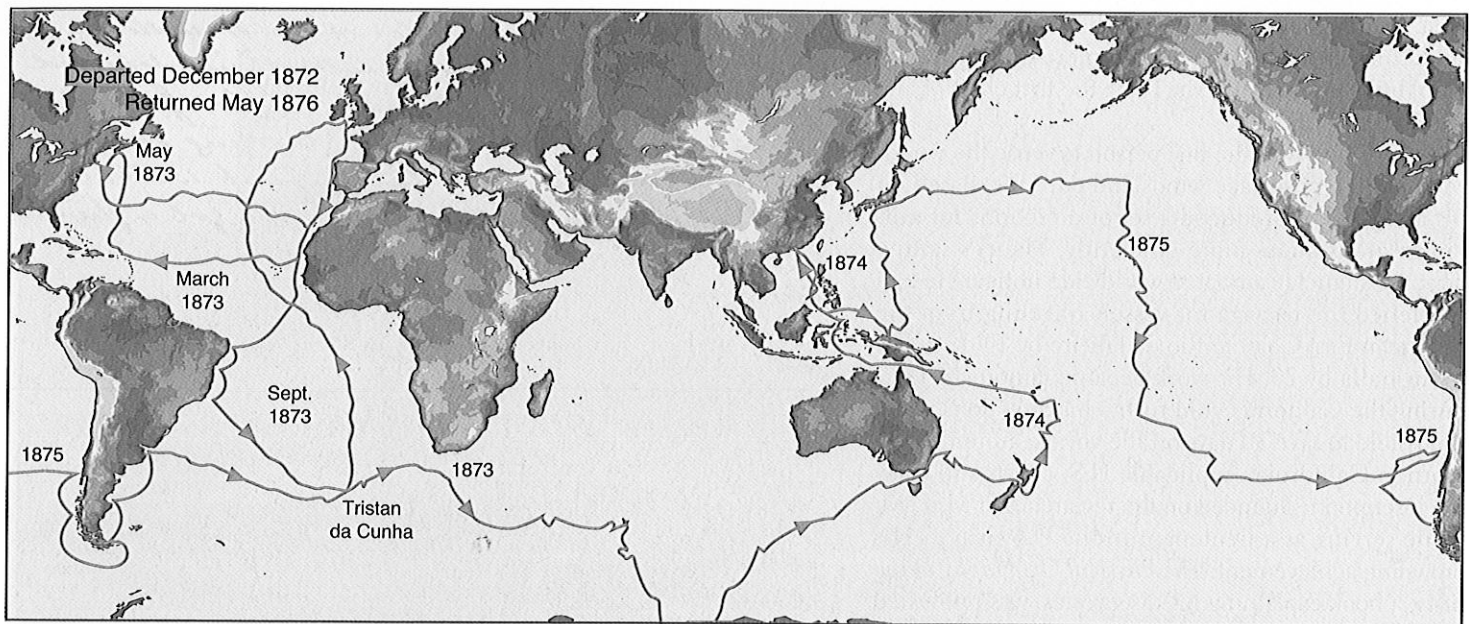 Departed December 1872
Returned May 1876
May
1873
March
1873
Sept.
1873
1875
Tristan
da Cunha
1873
1874
1874
1875
1875